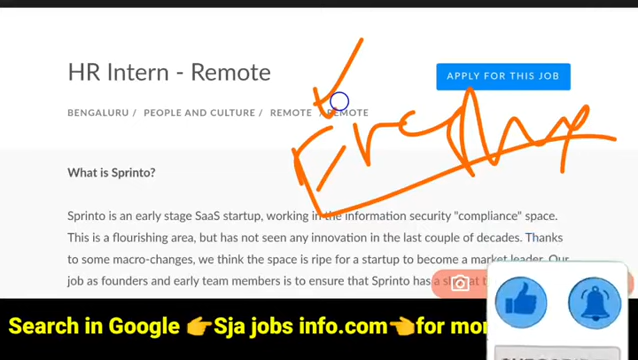 HR Intern - Remote
APPLY FOR THIS JOB
BENGALURU / PEOPLE AND CULTURE / REMOTE / REMOTE
What is Sprinto?
Sprinto is an early stage SaaS startup, working in the information security "compliance" space.
This is a flourishing area, but has not seen any innovation in the last couple of decades. Thanks
to some macro-changes, we think the space is ripe for a startup to become a market leader. Our
job as founders and early team members is to ensure that Sprinto has a
Search in Google 👉Sja jobs info.com👈for